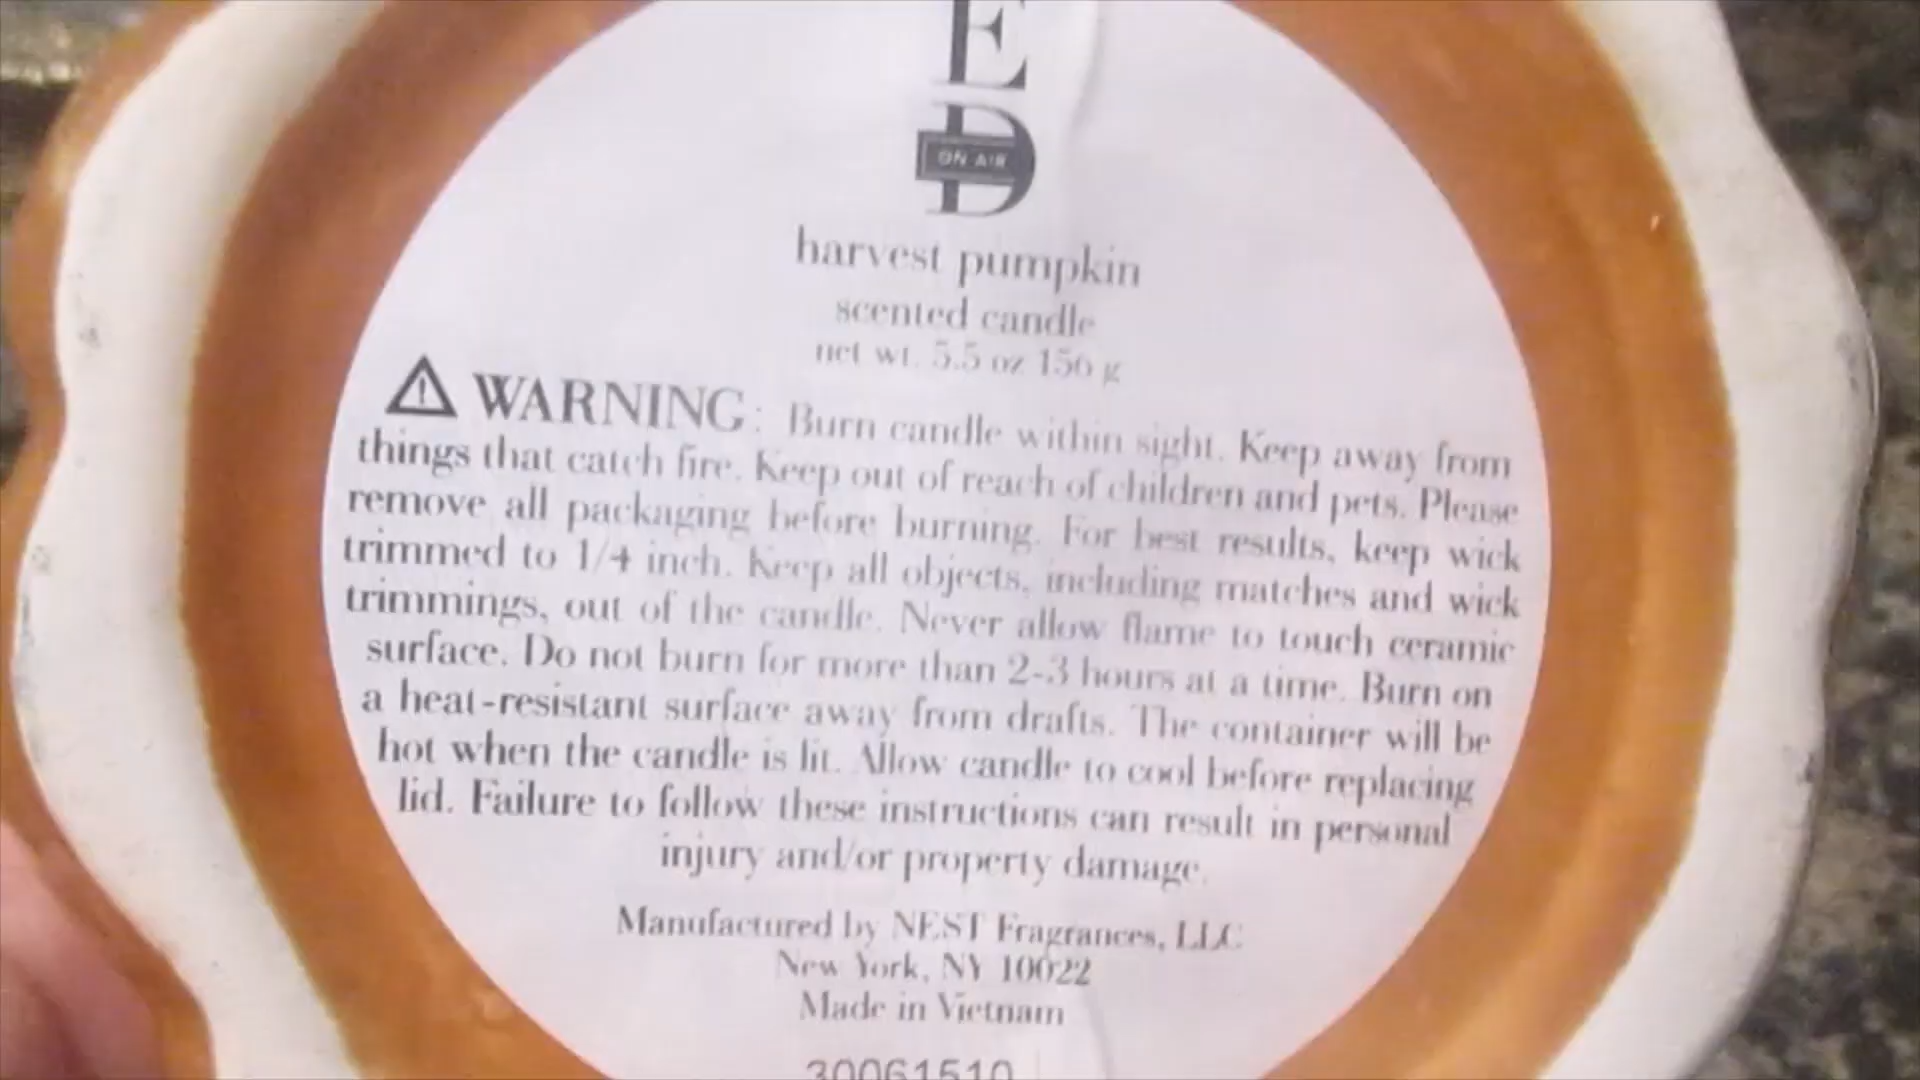 E
D
ON AIR
harvest pumpkin
scented candle
net wt. 5.5 oz 156 g
WARNING: Burn candle within sight. Keep away from
things that catch fire. Keep out of reach of children and pets. Please
remove all packaging before burning. For best results, keep wick
trimmed to 1/4 inch. Keep all objects, including matches and wick
trimmings, out of the candle. Never allow flame to touch ceramic
surface. Do not burn for more than 2-3 hours at a time. Burn on
a heat-resistant surface away from drafts. The container will be
hot when the candle is lit. Allow candle to cool before replacing
lid. Failure to follow these instructions can result in personal
injury and/or property damage.
Manufactured by NEST Fragrances, LLC
New York, NY 10022
Made in Vietnam
30061510